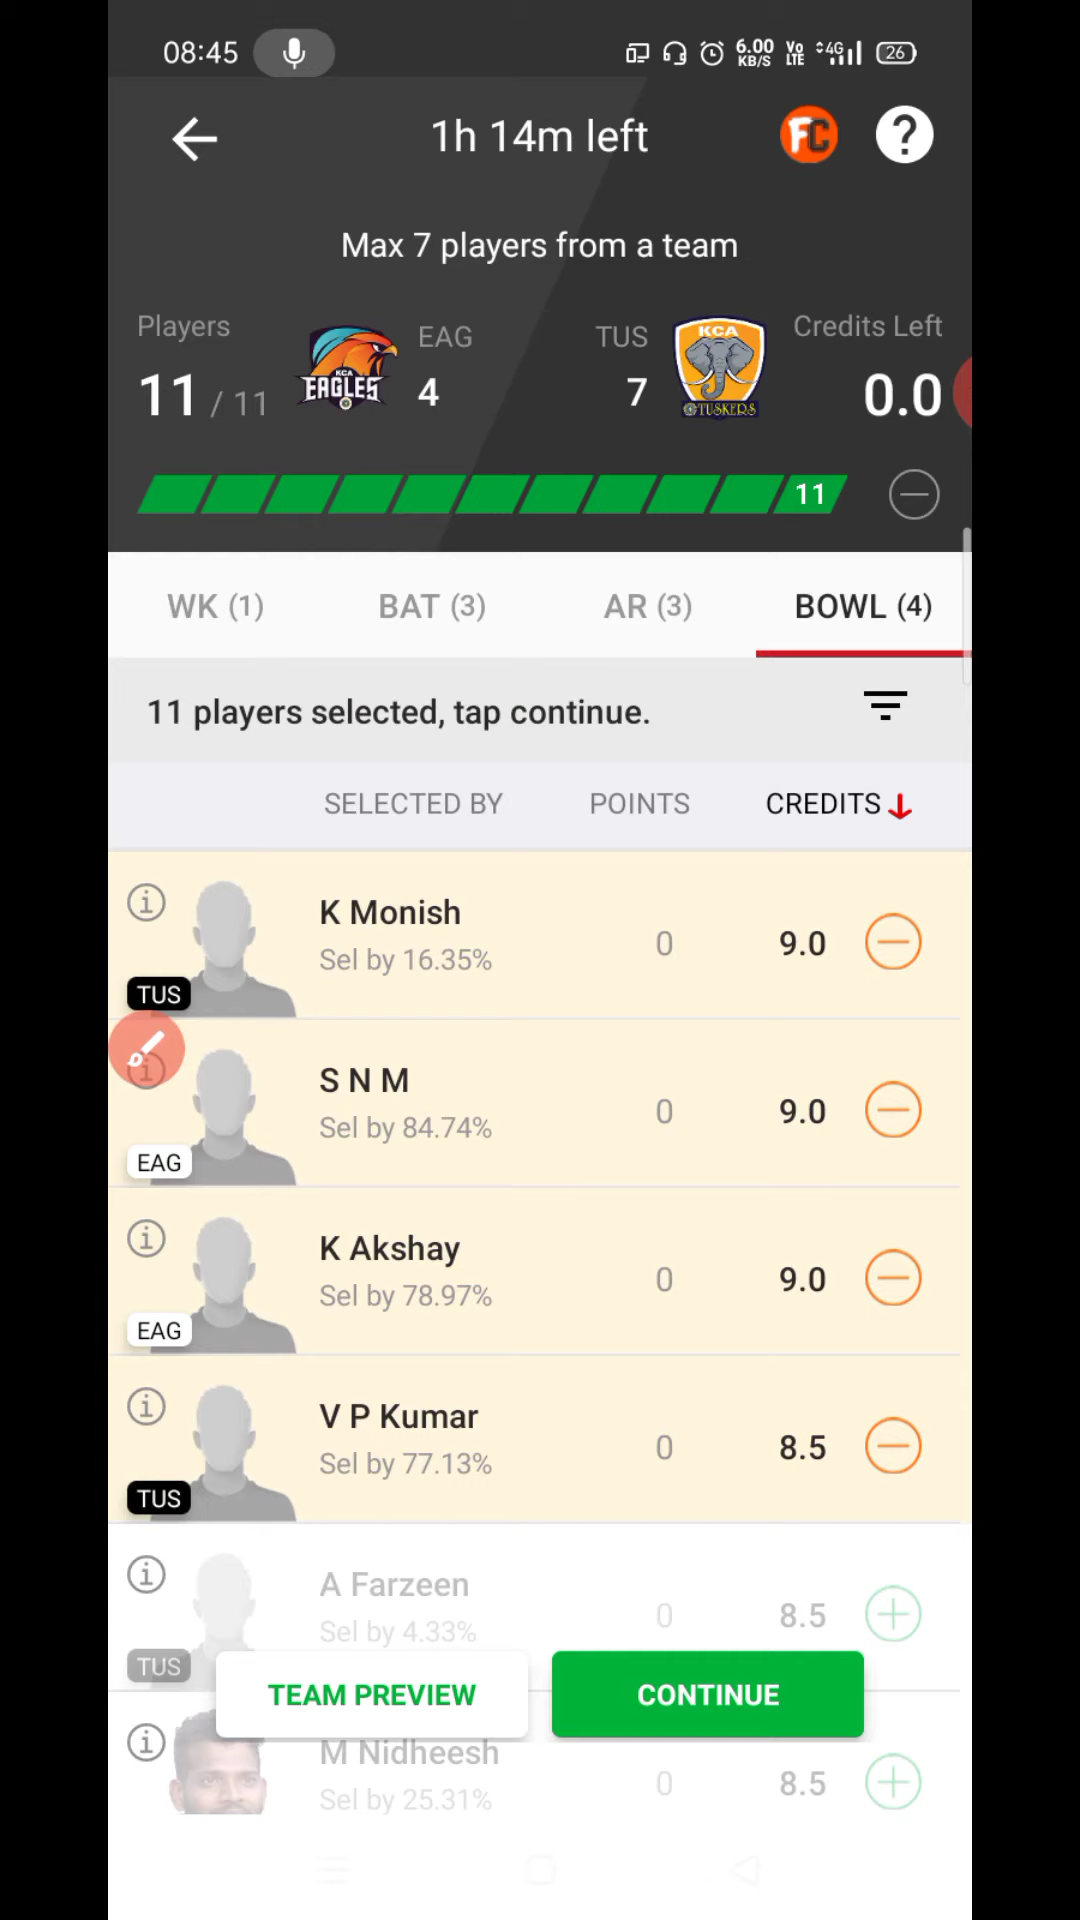 08:45
6.00
KB/S
Vo
LTE
4G
26
1h 14m left
FC
?
Max 7 players from a team
Players
11 / 11
KCA
EAGLES
EAG
4
TUS
7
KCA
TUSKERS
Credits Left
0.0
11
WK (1)
BAT (3)
AR (3)
BOWL (4)
11 players selected, tap continue.
SELECTED BY
POINTS
CREDITS
K Monish
Sel by 16.35%
0
9.0
TUS
S N M
Sel by 84.74%
0
9.0
EAG
K Akshay
Sel by 78.97%
0
9.0
EAG
V P Kumar
Sel by 77.13%
0
8.5
TUS
A Farzeen
Sel by 4.33%
0
8.5
TUS
TEAM PREVIEW
CONTINUE
M Nidheesh
Sel by 25.31%
0
8.5